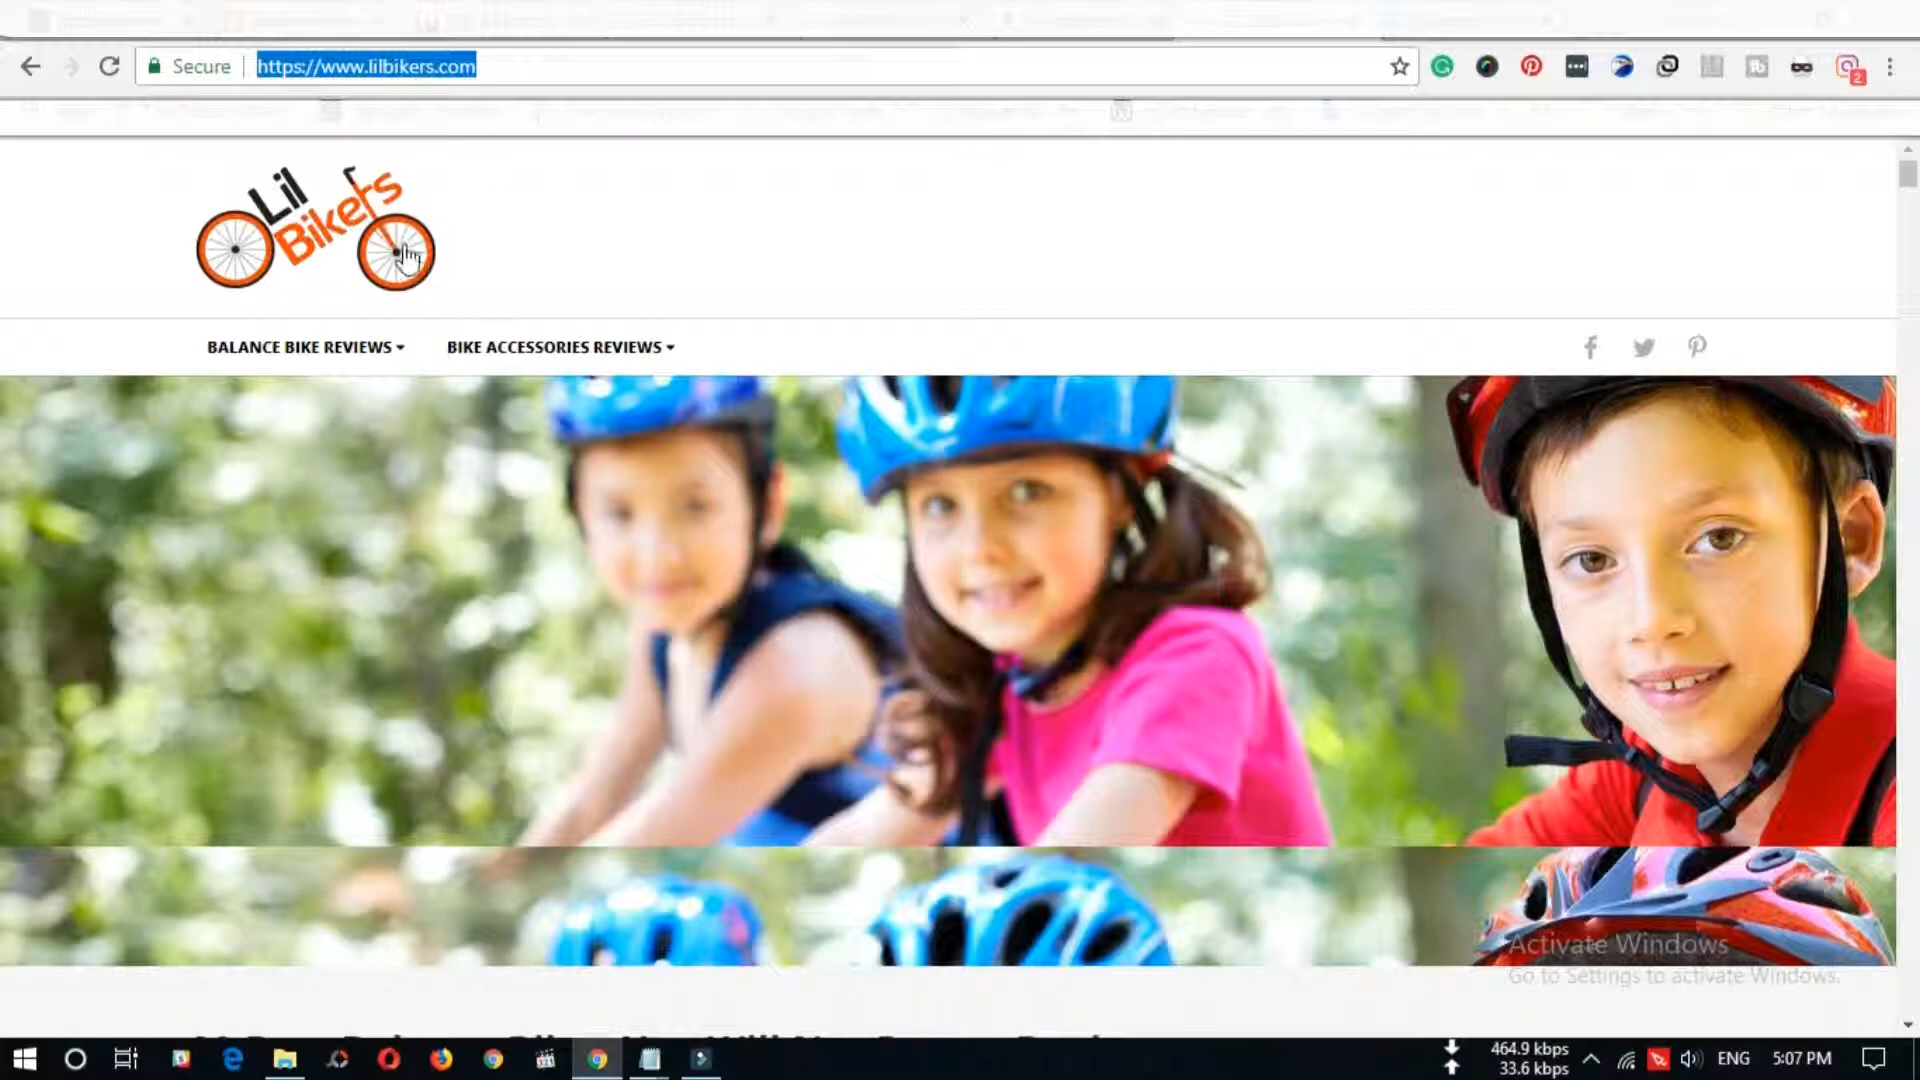 Secure
https://www.lilbikers.com
2
Lil
Bikers
BALANCE BIKE REVIEWS
BIKE ACCESSORIES REVIEWS
Activate Windows
Go to Settings to activate Windows.
464.9 kbps
33.6 kbps
ENG
5:07 PM